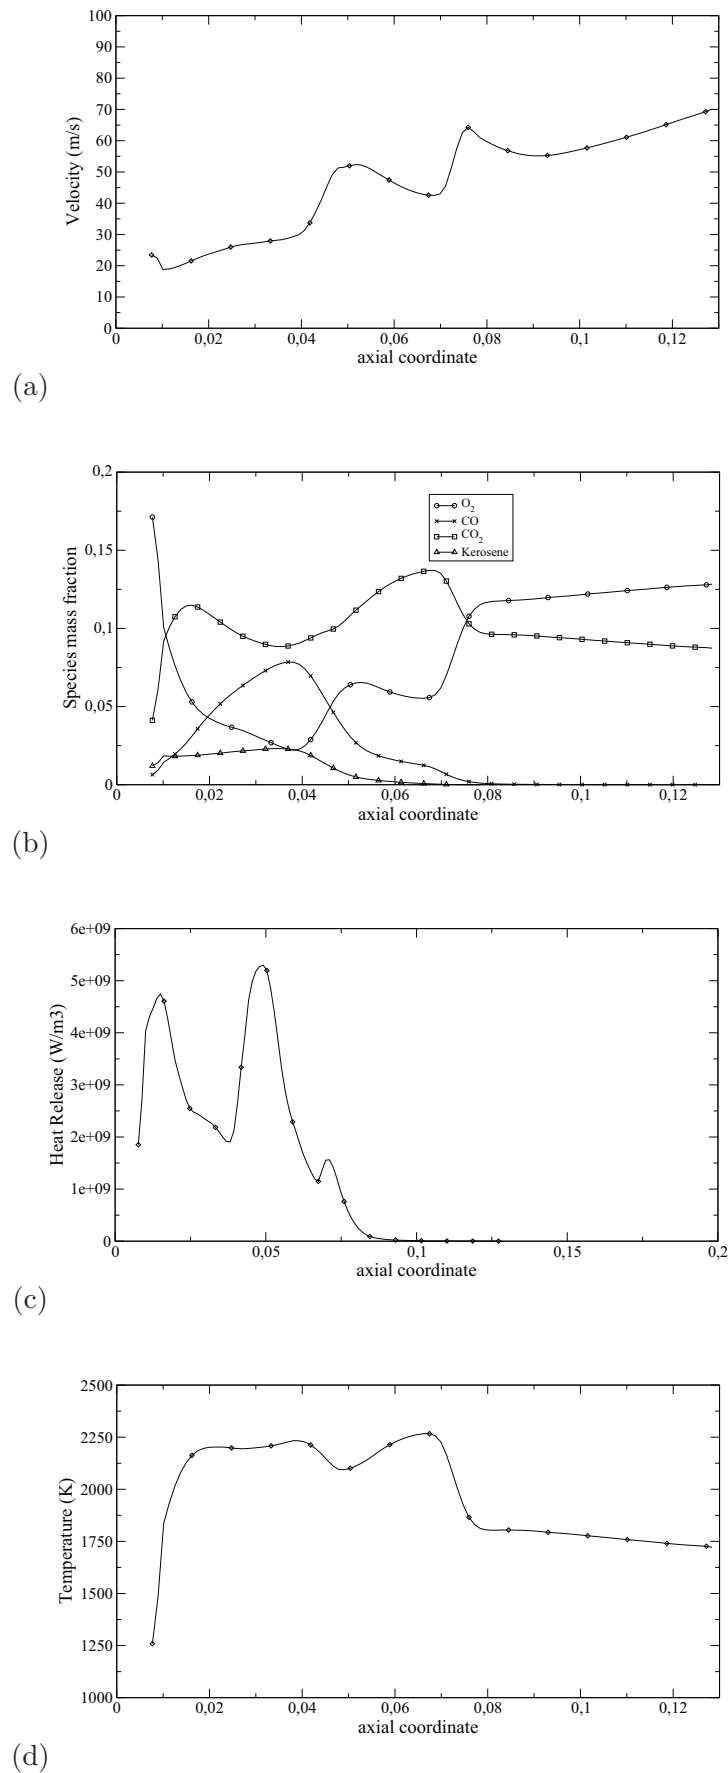 100
90
80
70
60
50
40
30
20
10
0
Velocity (m/s)
0 0,02 0,04 0,06 0,08 0,1 0,12
axial coordinate
(a)
0,2
0,15
0,1
0,05
0
Species mass fraction
O2
CO
CO2
Kerosene
0 0,02 0,04 0,06 0,08 0,1 0,12
axial coordinate
(b)
6e+09
5e+09
4e+09
3e+09
2e+09
1e+09
0
Heat Release (W/m3)
0 0,05 0,1 0,15 0,2
axial coordinate
(c)
2500
2250
2000
1750
1500
1250
1000
Temperature (K)
0 0,02 0,04 0,06 0,08 0,1 0,12
axial coordinate
(d)